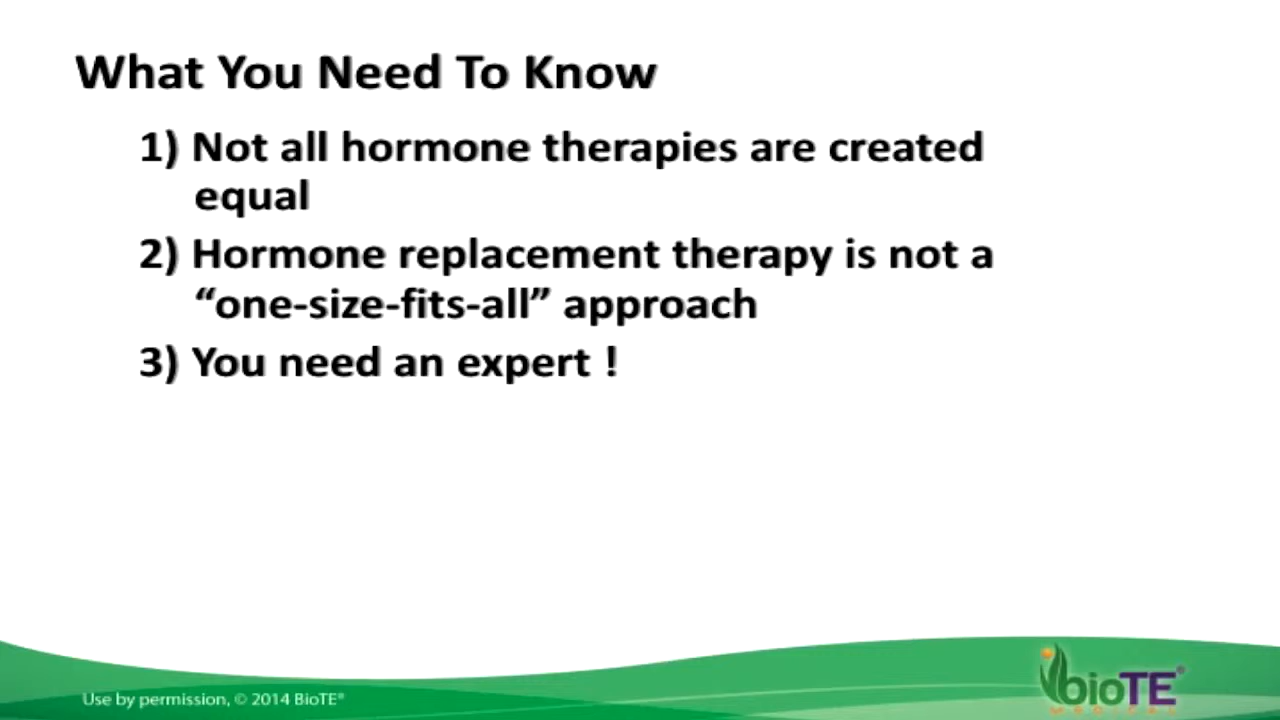 What You Need To Know
1) Not all hormone therapies are created
equal
2) Hormone replacement therapy is not a
“one-size-fits-all” approach
3) You need an expert !
Use by permission, © 2014 BioTE®
bioTE®
MEDICAL